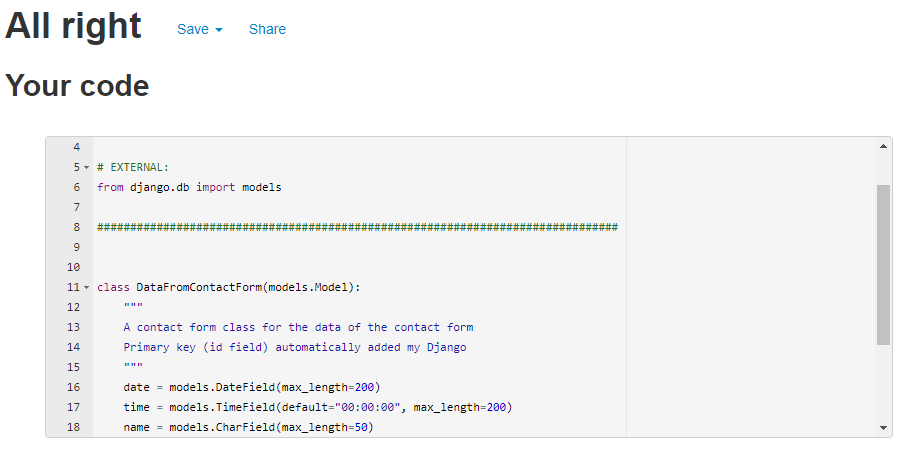 All right Save Share
Your code
4
5 # EXTERNAL:
6 from django.db import models
7
8 ###############################################################################
9
10
11 class DataFromContactForm(models.Model):
12 """
13 A contact form class for the data of the contact form
14 Primary key (id field) automatically added my Django
15 """
16 date = models.DateField(max_length=200)
17 time = models.TimeField(default="00:00:00", max_length=200)
18 name = models.CharField(max_length=50)